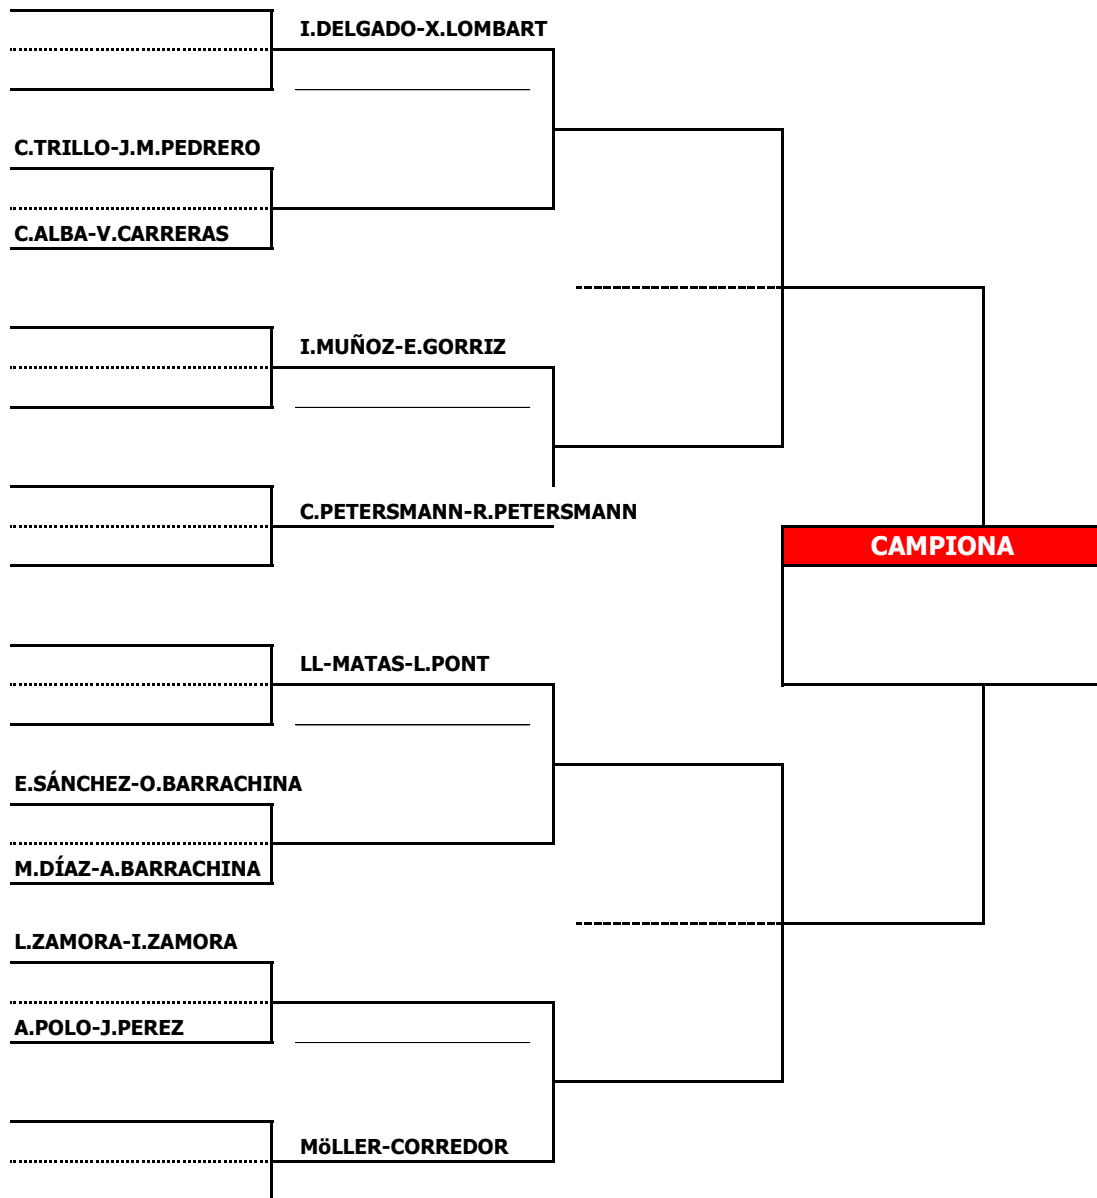 I.DELGADO-X.LOMBART
C.TRILLO-J.M.PEDRERO
C.ALBA-V.CARRERAS
I.MUÑOZ-E.GORRIZ
C.PETERSMANN-R.PETERSMANN
CAMPIONA
LL-MATAS-L.PONT
E.SÁNCHEZ-O.BARRACHINA
M.DÍAZ-A.BARRACHINA
L.ZAMORA-I.ZAMORA
A.POLO-J.PEREZ
MöLLER-CORREDOR